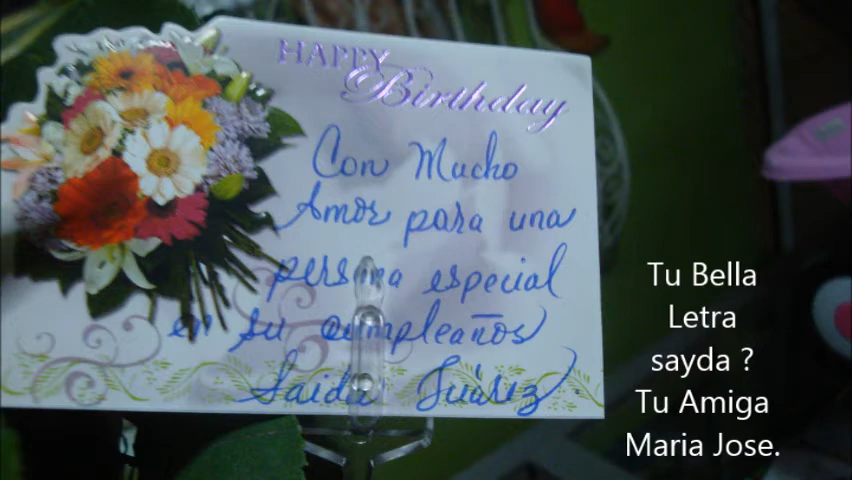 HAPPY
Birthday
Con Mucho
Amor para una
persona especial
en su cumpleaños
Saida Juárez
Tu Bella
Letra
sayda ?
Tu Amiga
Maria Jose.